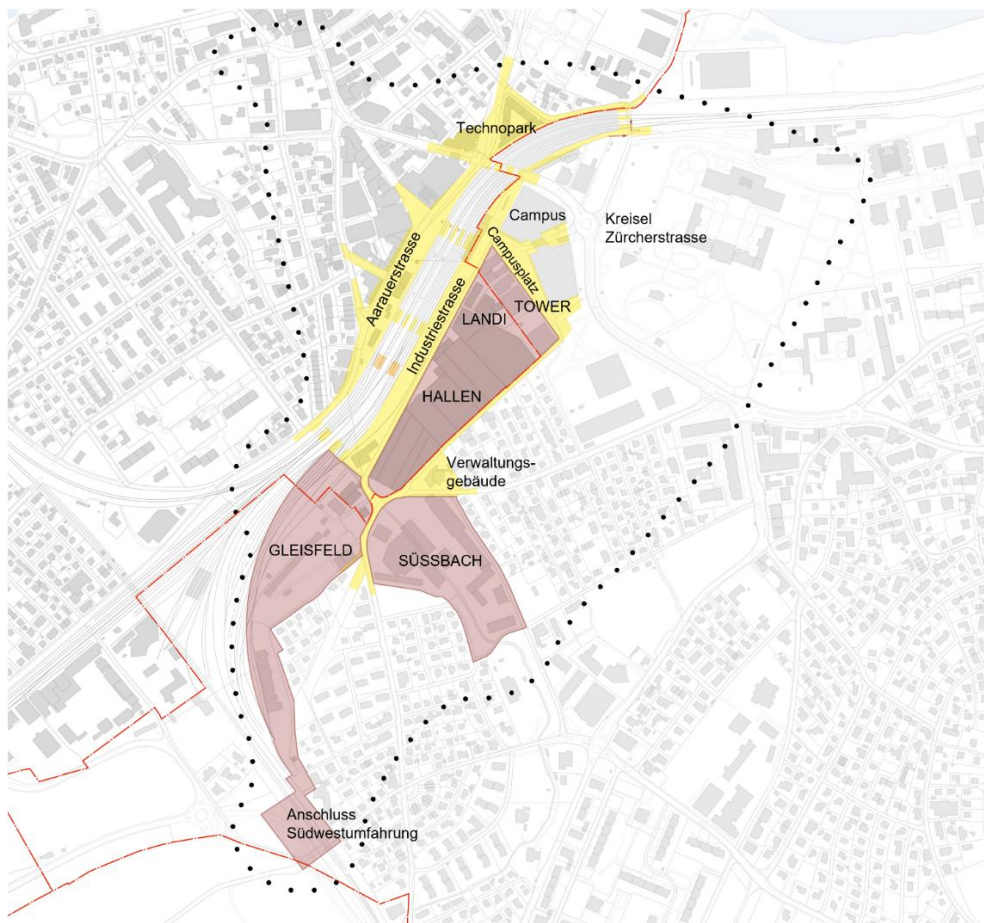 Technopark
Campus
Kreisel
Zürcherstrasse
Aarauerstrasse
Campusplatz
Industriestrasse
TOWER
LANDI
HALLEN
Verwaltungs-
gebäude
GLEISFELD
SÜSSBACH
Anschluss
Südwestumfahrung